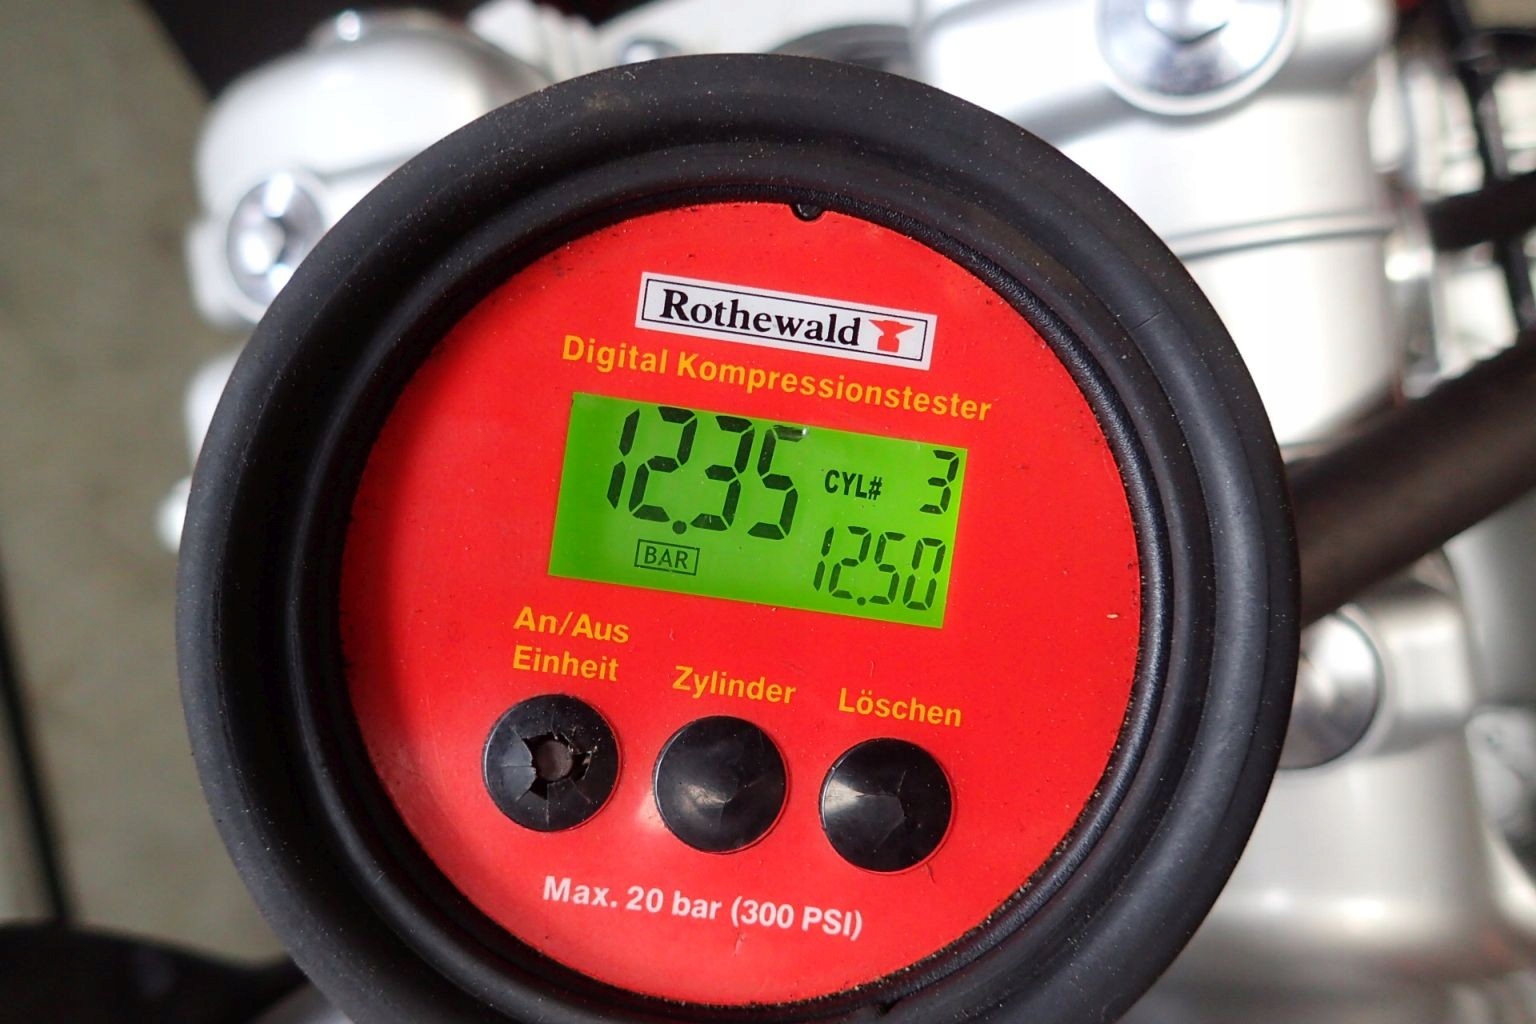 Rothewald
Digital Kompressionstester
12.35 CYL# 3
BAR 12.50
An/Aus
Einheit Zylinder Löschen
Max. 20 bar (300 PSI)